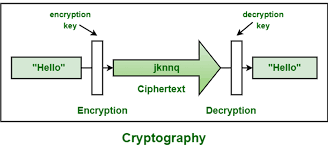 encryption
key
decryption
key
"Hello"
jknnq
"Hello"
Ciphertext
Encryption
Decryption
Cryptography